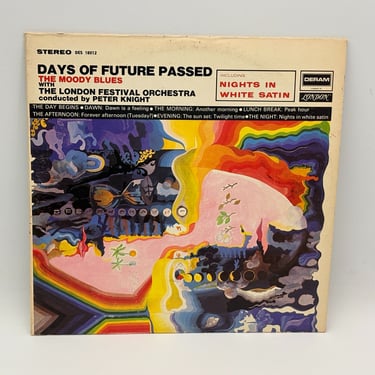 STEREO DES 18012
DAYS OF FUTURE PASSED
THE MOODY BLUES
WITH
THE LONDON FESTIVAL ORCHESTRA
conducted by PETER KNIGHT
INCLUDING
NIGHTS IN
WHITE SATIN
DERAM
LONDON
THE DAY BEGINS • DAWN: Dawn is a feeling • THE MORNING: Another morning • LUNCH BREAK: Peak hour
THE AFTERNOON: Forever afternoon (Tuesday?) • EVENING: The sun set: Twilight time • THE NIGHT: Nights in white satin